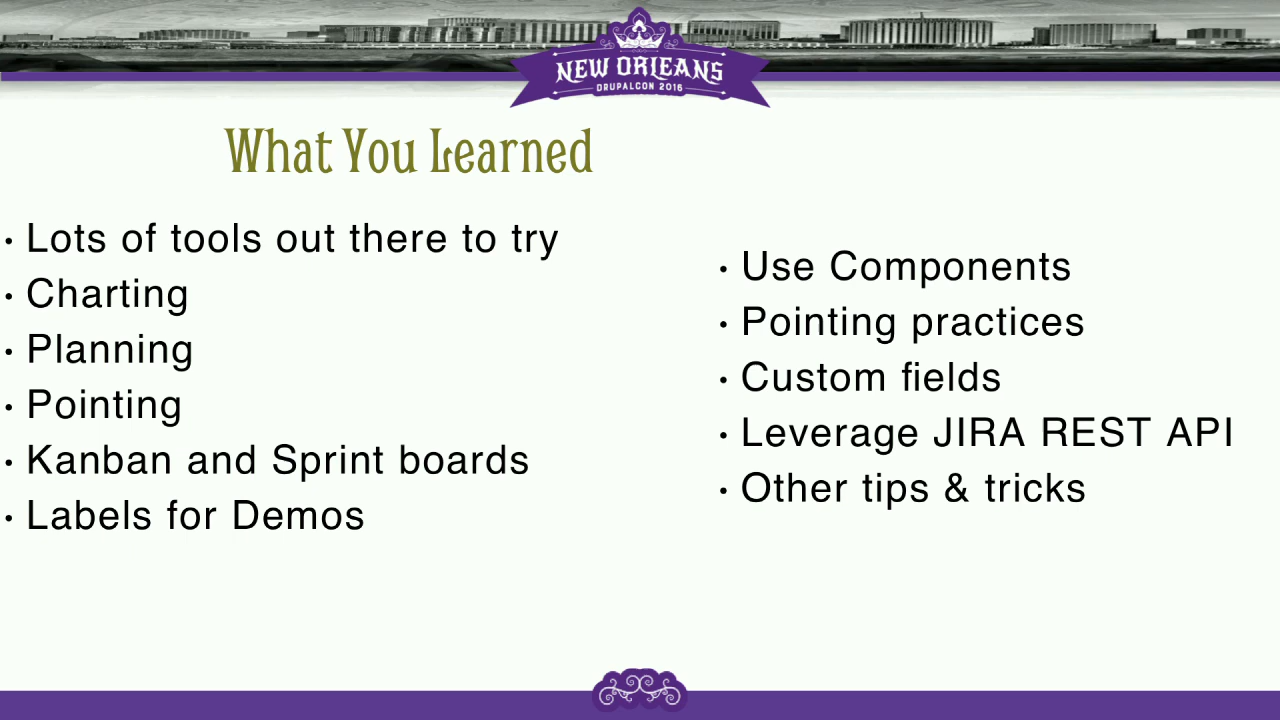 NEW ORLEANS
DRUPALCON 2016
What You Learned
• Lots of tools out there to try
• Charting
• Planning
• Pointing
• Kanban and Sprint boards
• Labels for Demos
• Use Components
• Pointing practices
• Custom fields
• Leverage JIRA REST API
• Other tips & tricks